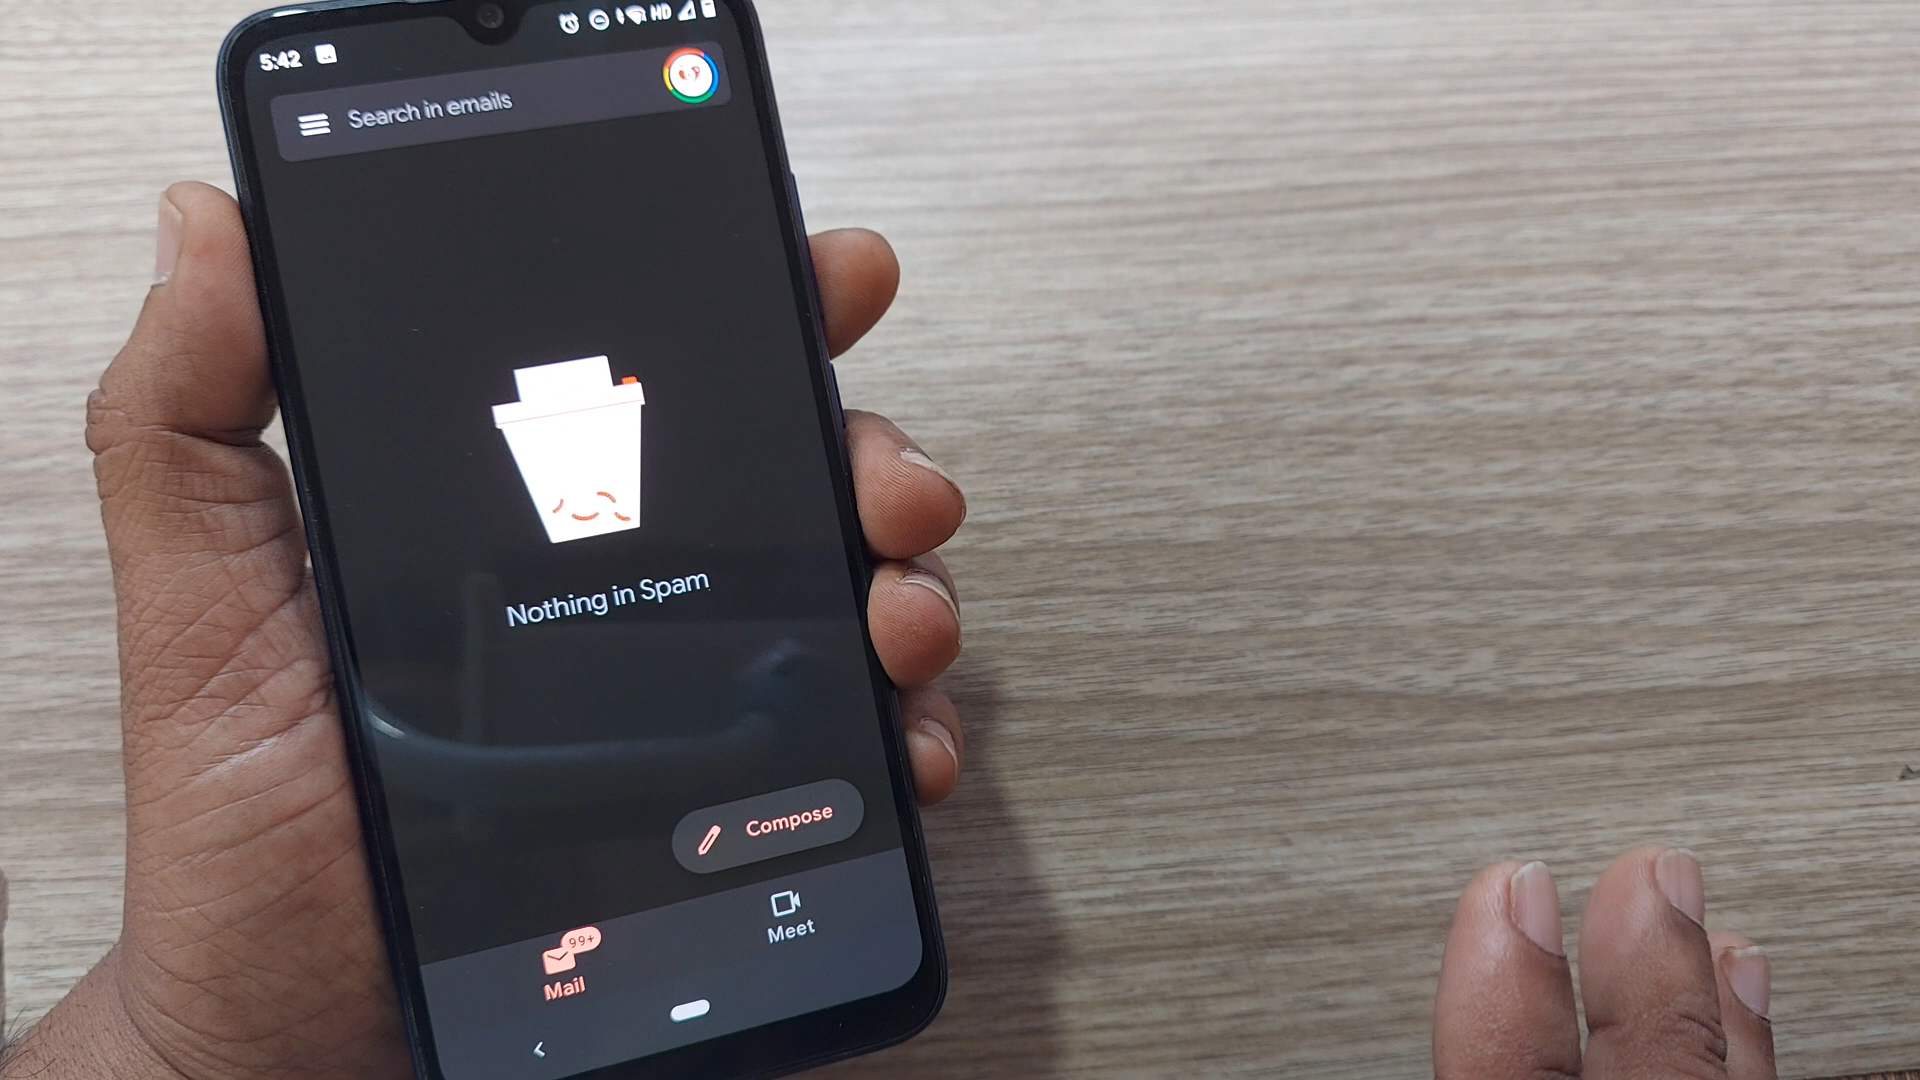 5:42
HD
Search in emails
Nothing in Spam
Compose
99+
Mail
Meet